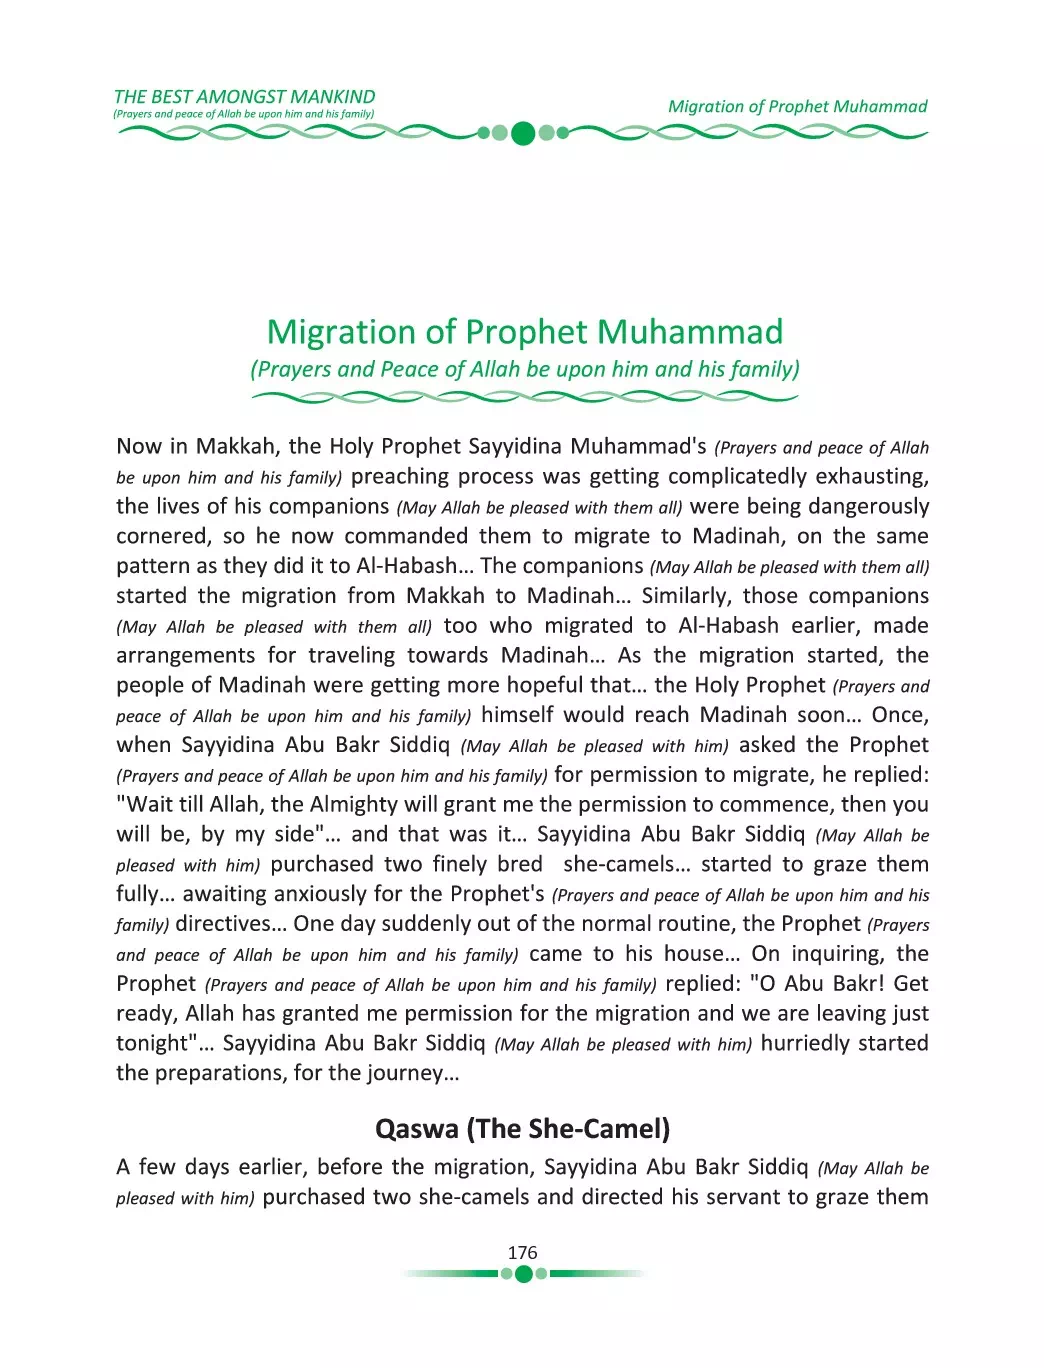 THE BEST AMONGST MANKIND
(Prayers and peace of Allah be upon him and his family)
Migration of Prophet Muhammad
Migration of Prophet Muhammad
(Prayers and Peace of Allah be upon him and his family)
Now in Makkah, the Holy Prophet Sayyidina Muhammad's (Prayers and peace of Allah
be upon him and his family) preaching process was getting complicatedly exhausting,
the lives of his companions (May Allah be pleased with them all) were being dangerously
cornered, so he now commanded them to migrate to Madinah, on the same
pattern as they did it to Al-Habash... The companions (May Allah be pleased with them all)
started the migration from Makkah to Madinah... Similarly, those companions
(May Allah be pleased with them all) too who migrated to Al-Habash earlier, made
arrangements for traveling towards Madinah... As the migration started, the
people of Madinah were getting more hopeful that... the Holy Prophet (Prayers and
peace of Allah be upon him and his family) himself would reach Madinah soon... Once,
when Sayyidina Abu Bakr Siddiq (May Allah be pleased with him) asked the Prophet
(Prayers and peace of Allah be upon him and his family) for permission to migrate, he replied:
"Wait till Allah, the Almighty will grant me the permission to commence, then you
will be, by my side"... and that was it... Sayyidina Abu Bakr Siddiq (May Allah be
pleased with him) purchased two finely bred she-camels... started to graze them
fully... awaiting anxiously for the Prophet's (Prayers and peace of Allah be upon him and his
family) directives... One day suddenly out of the normal routine, the Prophet (Prayers
and peace of Allah be upon him and his family) came to his house... On inquiring, the
Prophet (Prayers and peace of Allah be upon him and his family) replied: "O Abu Bakr! Get
ready, Allah has granted me permission for the migration and we are leaving just
tonight"... Sayyidina Abu Bakr Siddiq (May Allah be pleased with him) hurriedly started
the preparations, for the journey...
Qaswa (The She-Camel)
A few days earlier, before the migration, Sayyidina Abu Bakr Siddiq (May Allah be
pleased with him) purchased two she-camels and directed his servant to graze them
176